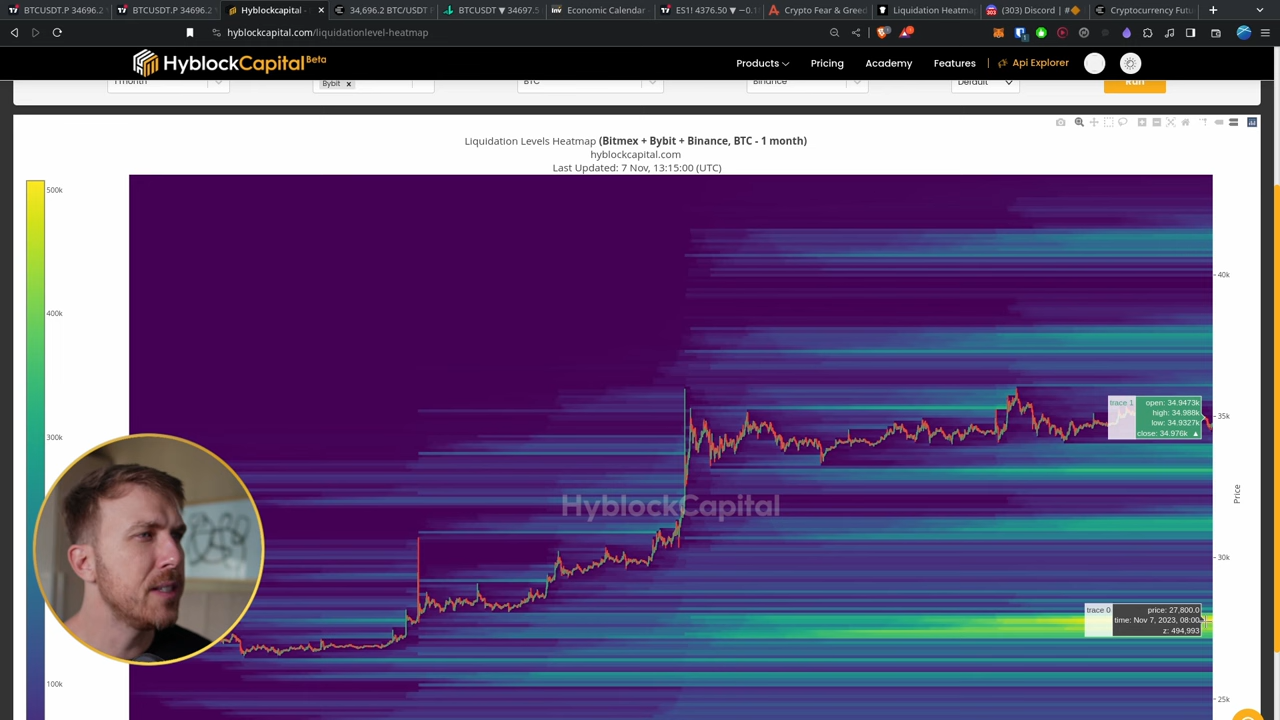 BTCUSDT.P 34696.2
BTCUSDT.P 34696.2
Hyblockcapital -
34,696.2 BTC/USDT
BTCUSDT ▼ 34697.5
Economic Calendar
ES1! 4376.50 ▼ −0.1
Crypto Fear & Greed
Liquidation Heatmap
(303) Discord | #
Cryptocurrency Futu
hyblockcapital.com/liquidationlevel-heatmap
HyblockCapital Beta
Products
Pricing
Academy
Features
Api Explorer
1 month
Bybit x
BTC
Binance
Default
Run
Liquidation Levels Heatmap (Bitmex + Bybit + Binance, BTC - 1 month)
hyblockcapital.com
Last Updated: 7 Nov, 13:15:00 (UTC)
500k
400k
300k
100k
40k
35k
30k
25k
Price
trace 1
open: 34.9473k
high: 34.988k
low: 34.9327k
close: 34.976k ▲
HyblockCapital
trace 0
price: 27,800.0
time: Nov 7, 2023, 08:00
z: 494,993